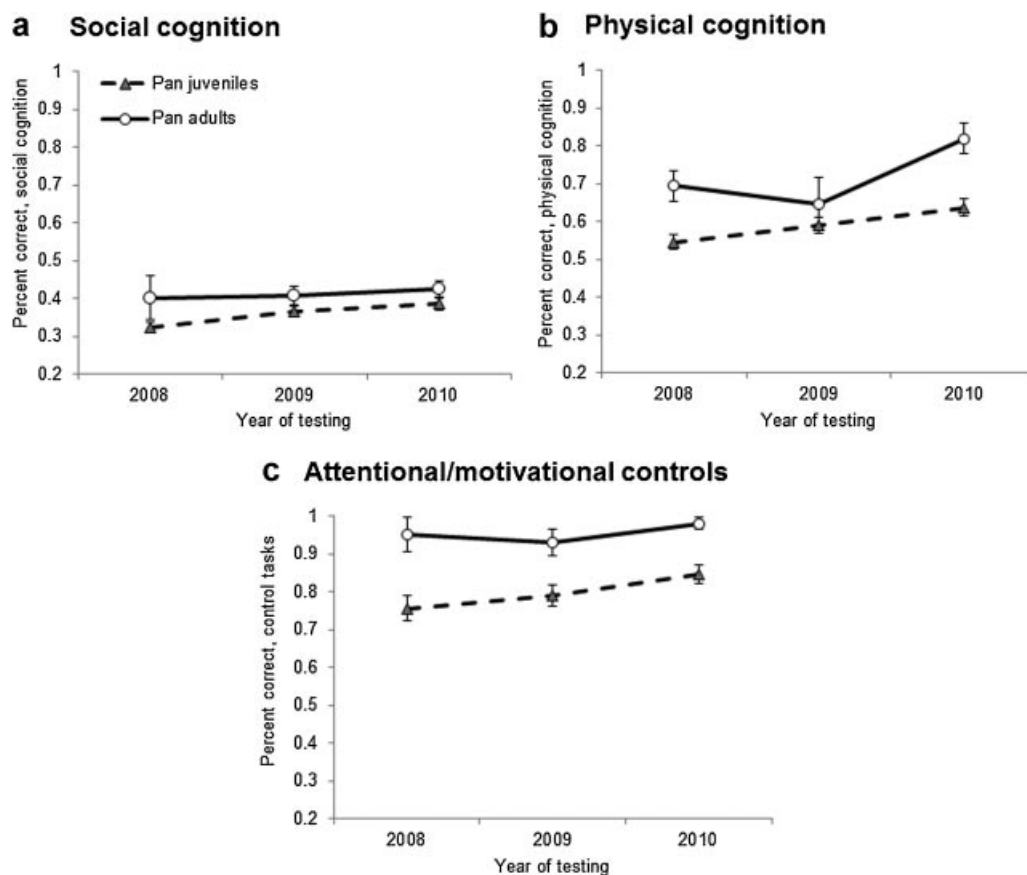 a Social cognition
Percent correct, social cognition
1
0.9
0.8
0.7
0.6
0.5
0.4
0.3
0.2
Pan juveniles
Pan adults
2008 2009 2010
Year of testing
b Physical cognition
Percent correct, physical cognition
1
0.9
0.8
0.7
0.6
0.5
0.4
0.3
0.2
2008 2009 2010
Year of testing
c Attentional/motivational controls
Percent correct, control tasks
1
0.9
0.8
0.7
0.6
0.5
0.4
0.3
0.2
2008 2009 2010
Year of testing